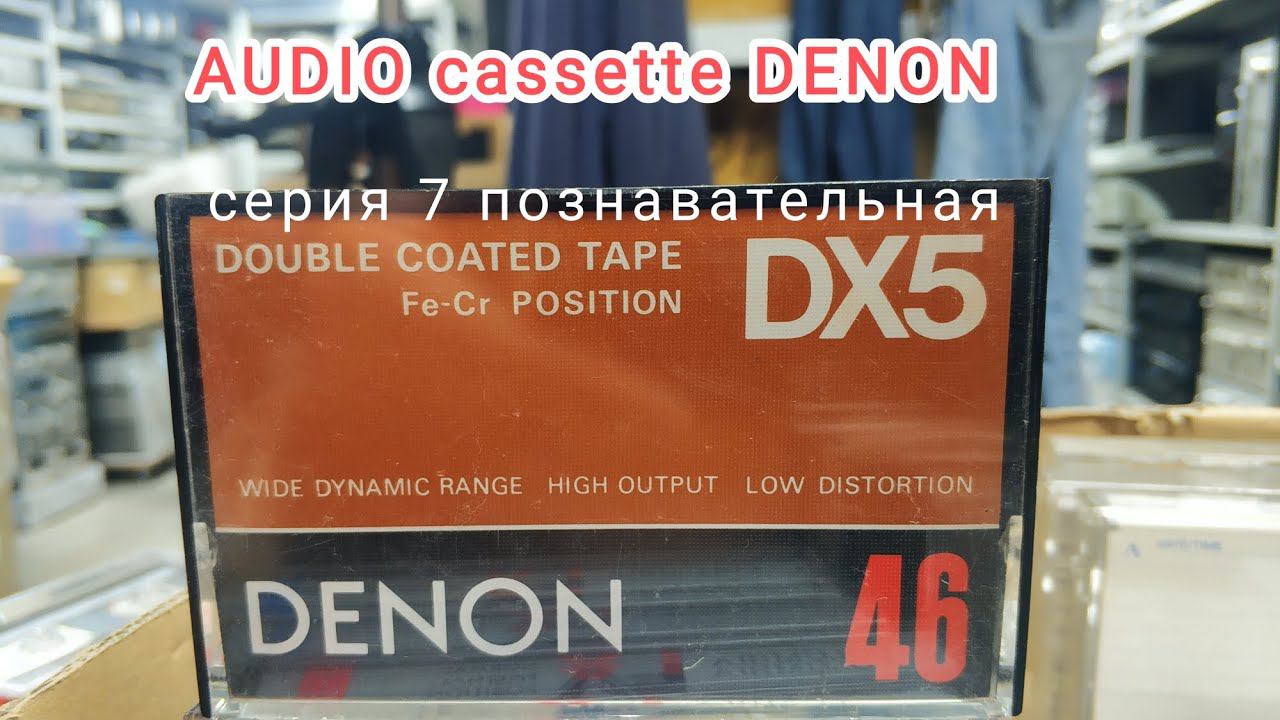 AUDIO cassette DENON
серия 7 познавательная
DOUBLE COATED TAPE DX5
Fe-Cr POSITION
WIDE DYNAMIC RANGE HIGH OUTPUT LOW DISTORTION
DENON 46